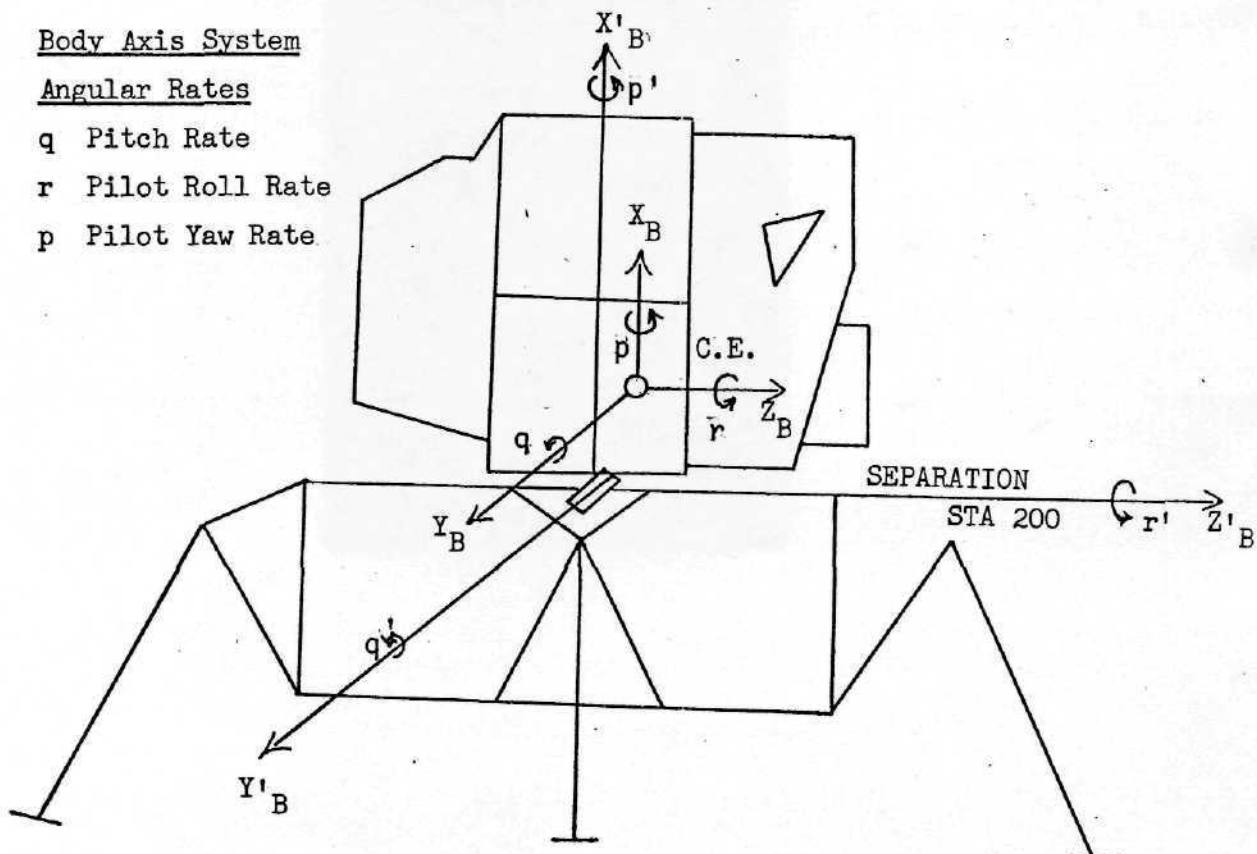 Body Axis System
Angular Rates
q Pitch Rate
r Pilot Roll Rate
p Pilot Yaw Rate
X'B
p'
XB
p
C.E.
r
ZB
q
YB
SEPARATION
STA 200
r'
Z'B
q'
Y'B